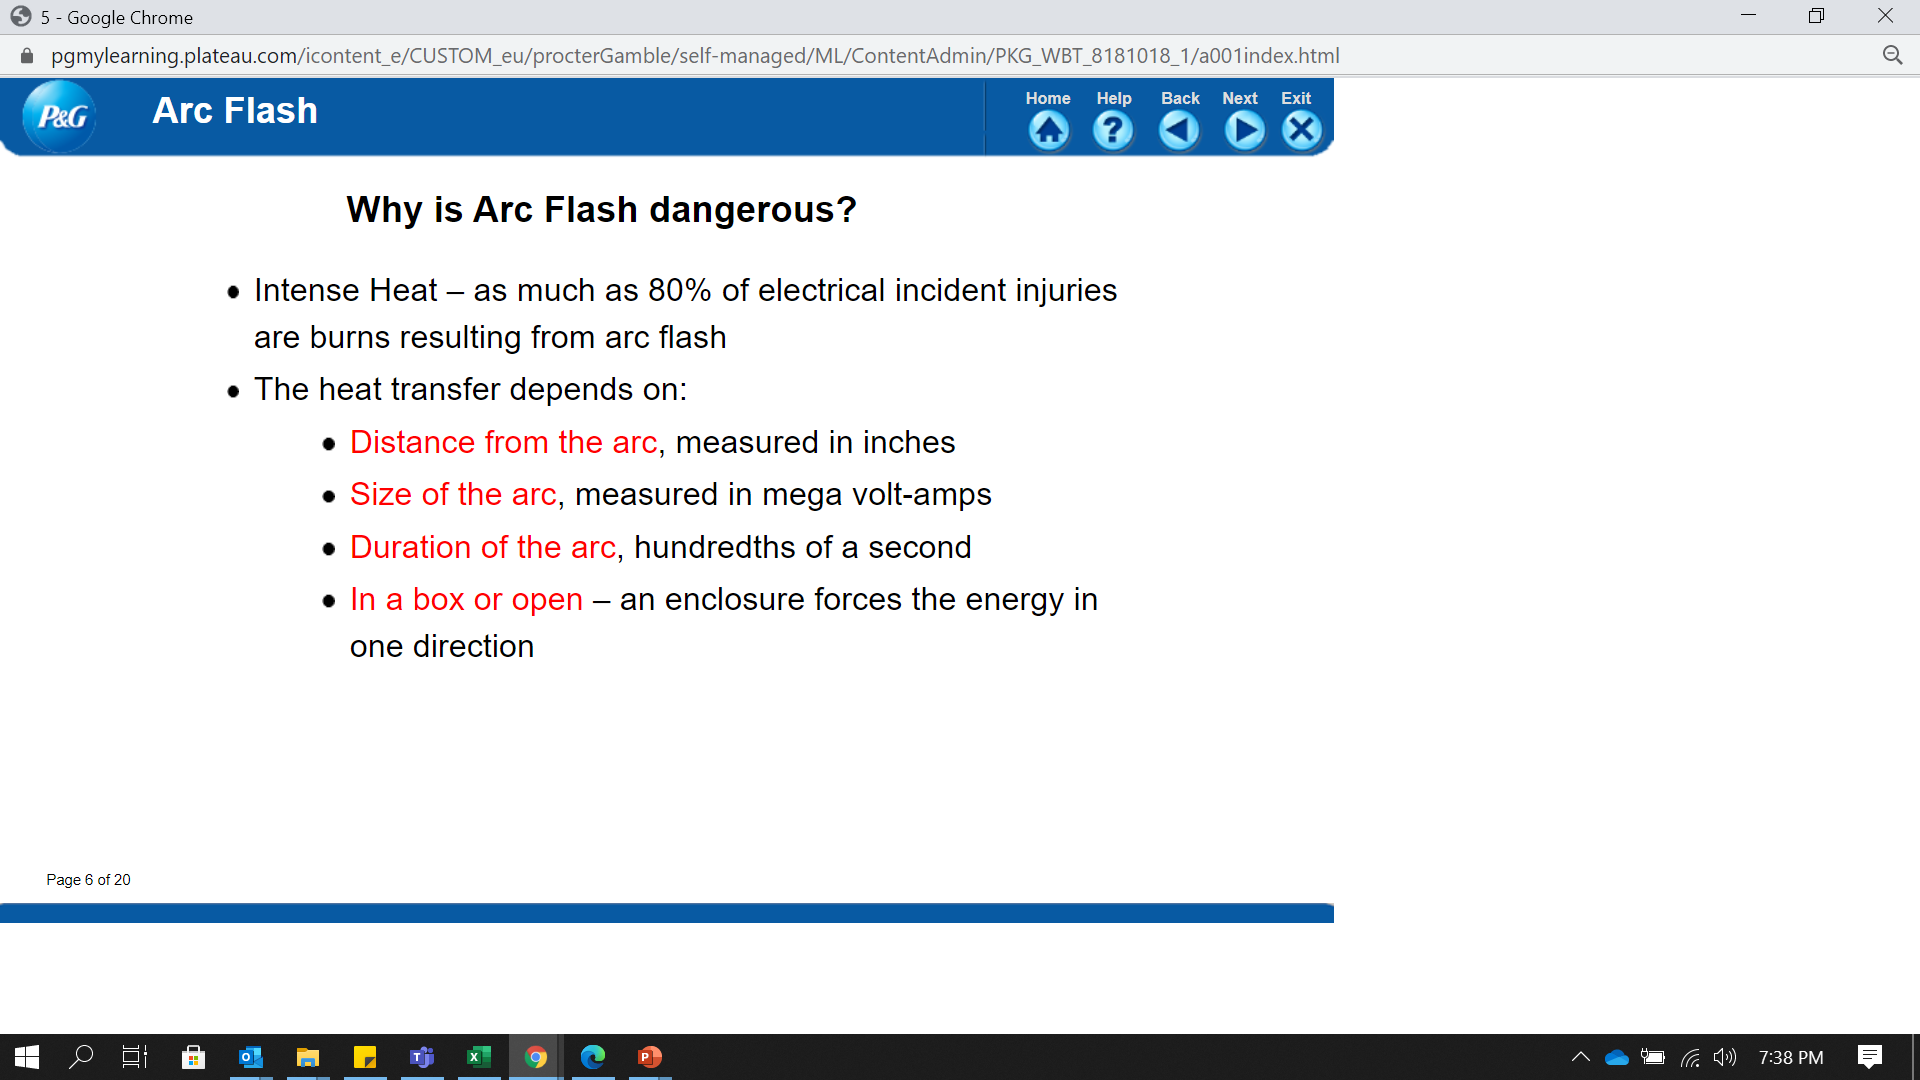 5 - Google Chrome
pgmylearning.plateau.com/icontent_e/CUSTOM_eu/procterGamble/self-managed/ML/ContentAdmin/PKG_WBT_8181018_1/a001index.html
P&G
Arc Flash
Home Help Back Next Exit
Why is Arc Flash dangerous?
Intense Heat – as much as 80% of electrical incident injuries
are burns resulting from arc flash
The heat transfer depends on:
Distance from the arc, measured in inches
Size of the arc, measured in mega volt-amps
Duration of the arc, hundredths of a second
In a box or open – an enclosure forces the energy in
one direction
Page 6 of 20
7:38 PM